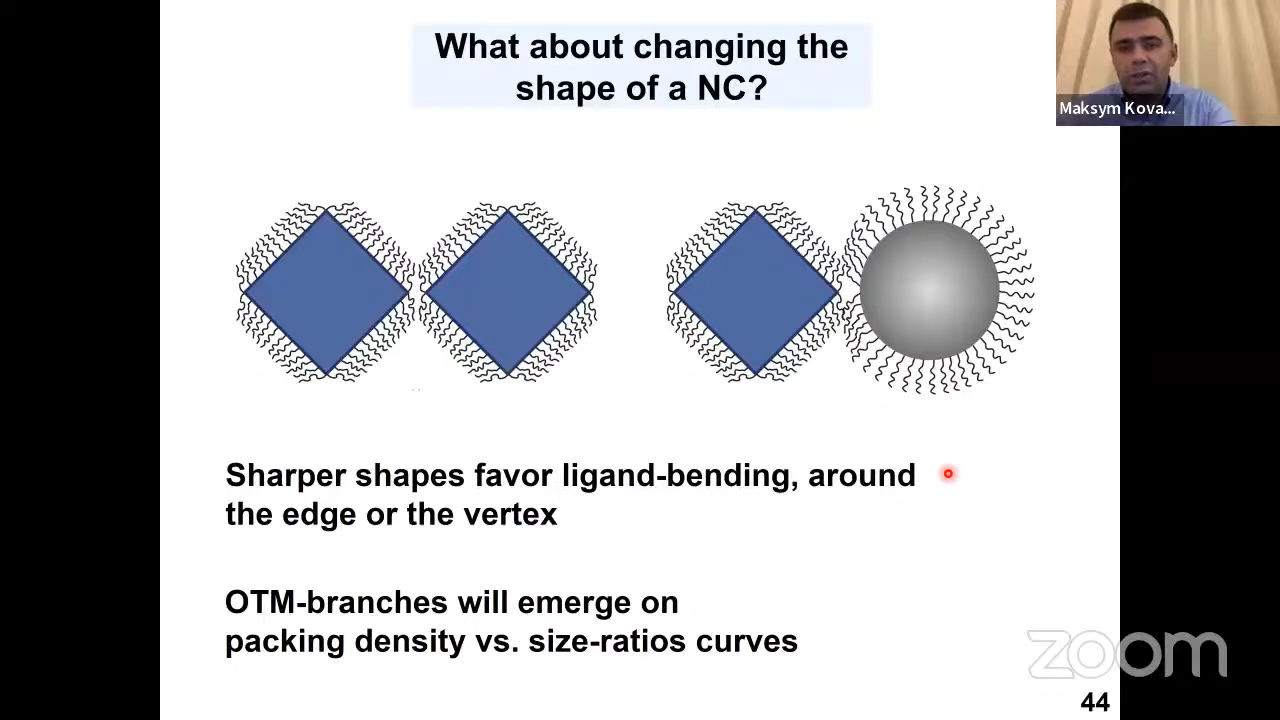 What about changing the
shape of a NC?
Maksym Kova...
Sharper shapes favor ligand-bending, around
the edge or the vertex
OTM-branches will emerge on
packing density vs. size-ratios curves
zoom
44